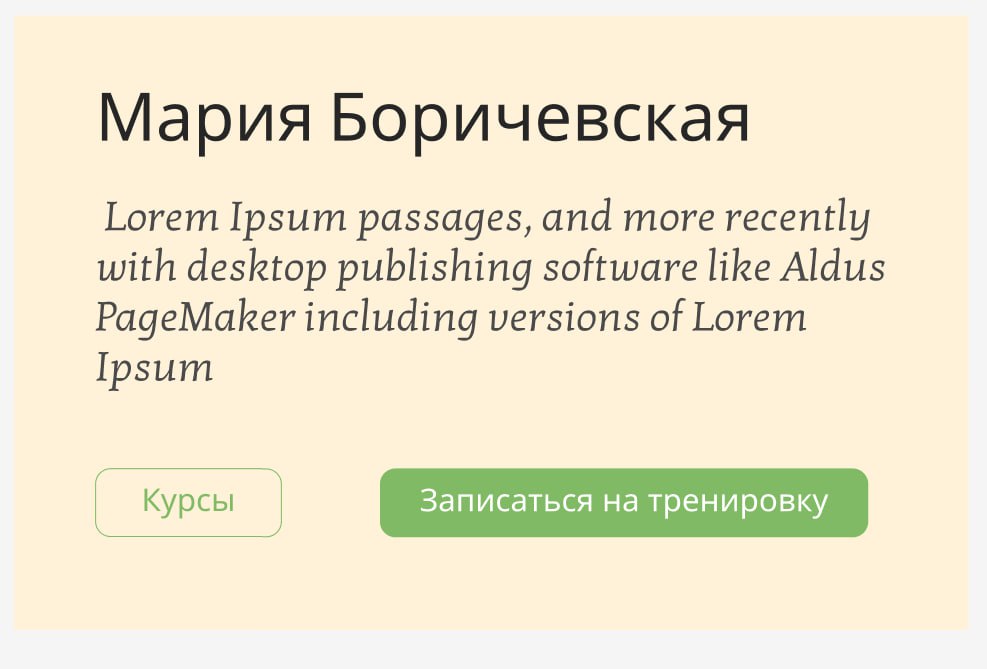 Мария Боричевская
Lorem Ipsum passages, and more recently
with desktop publishing software like Aldus
PageMaker including versions of Lorem
Ipsum
Курсы
Записаться на тренировку